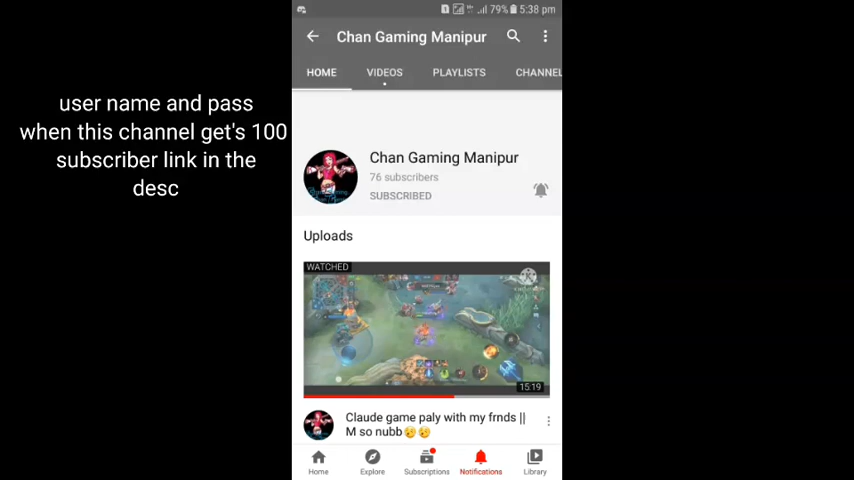 79% 5:38 pm
Chan Gaming Manipur
HOME VIDEOS PLAYLISTS CHANNEL
user name and pass
when this channel get's 100
subscriber link in the
desc
Chan Gaming Manipur
76 subscribers
SUBSCRIBED
Uploads
WATCHED
15:19
Claude game paly with my frnds ||
M so nubb🥴🥴
Home Explore Subscriptions Notifications Library